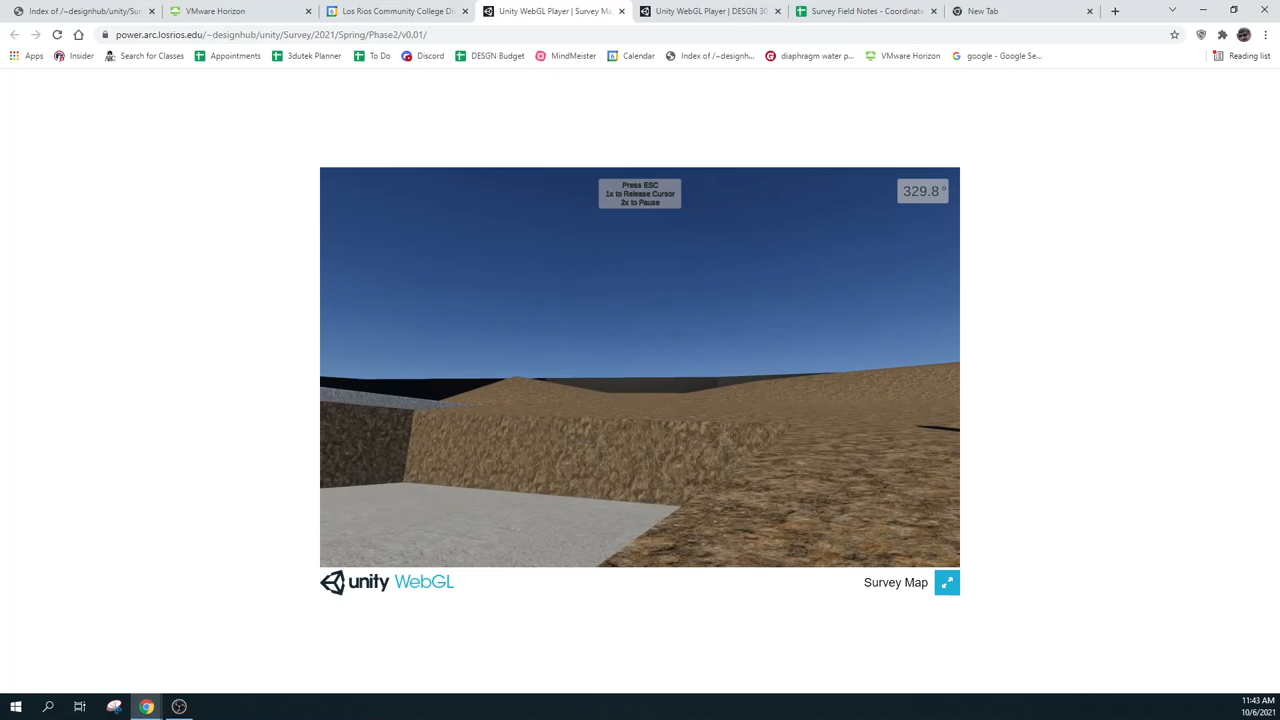 Index of /~designhub/unity/Sur
VMware Horizon
Los Rios Community College Di
Unity WebGL Player | Survey Ma
Unity WebGL Player | DESGN 30
Survey Field Notes - Coordinate
New Tab
power.arc.losrios.edu/~designhub/unity/Survey/2021/Spring/Phase2/v0.01/
Apps Insider Search for Classes Appointments 3dutek Planner To Do Discord DESGN Budget MindMeister Calendar Index of /~designh... diaphragm water p... VMware Horizon google - Google Se... Reading list
Press ESC
1x to Release Cursor
2x to Pause
329.8°
unity WebGL
Survey Map
11:43 AM
10/6/2021